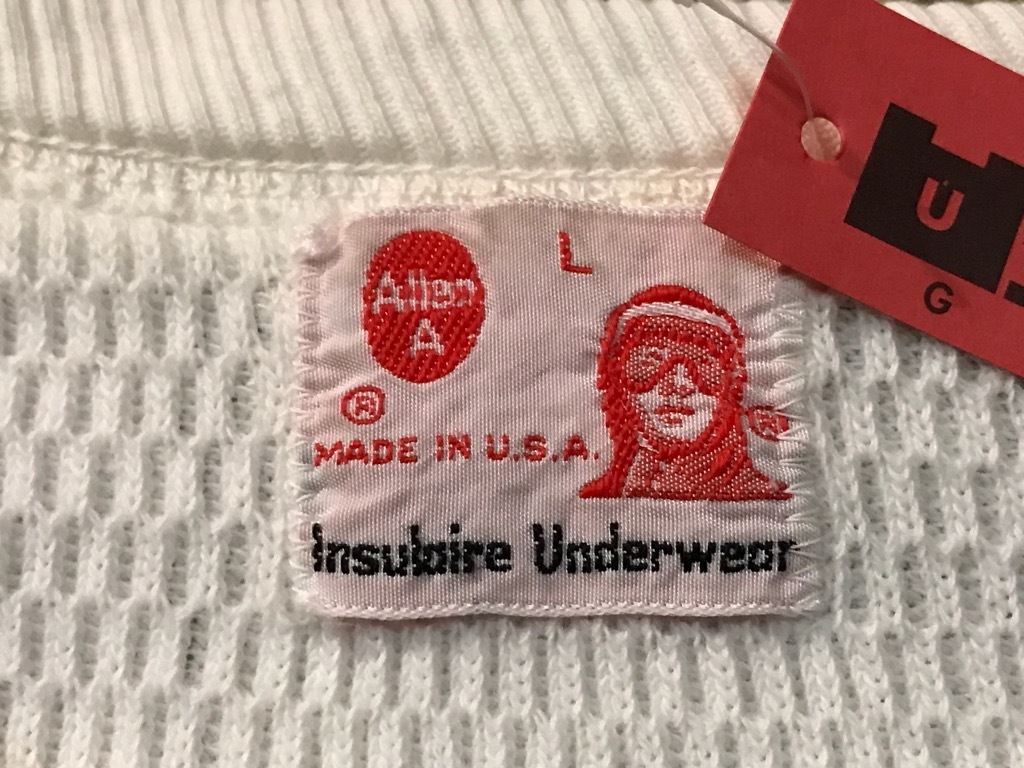 Allen
A
®
L
MADE IN U.S.A.
®
Insulaire Underwear
U
G